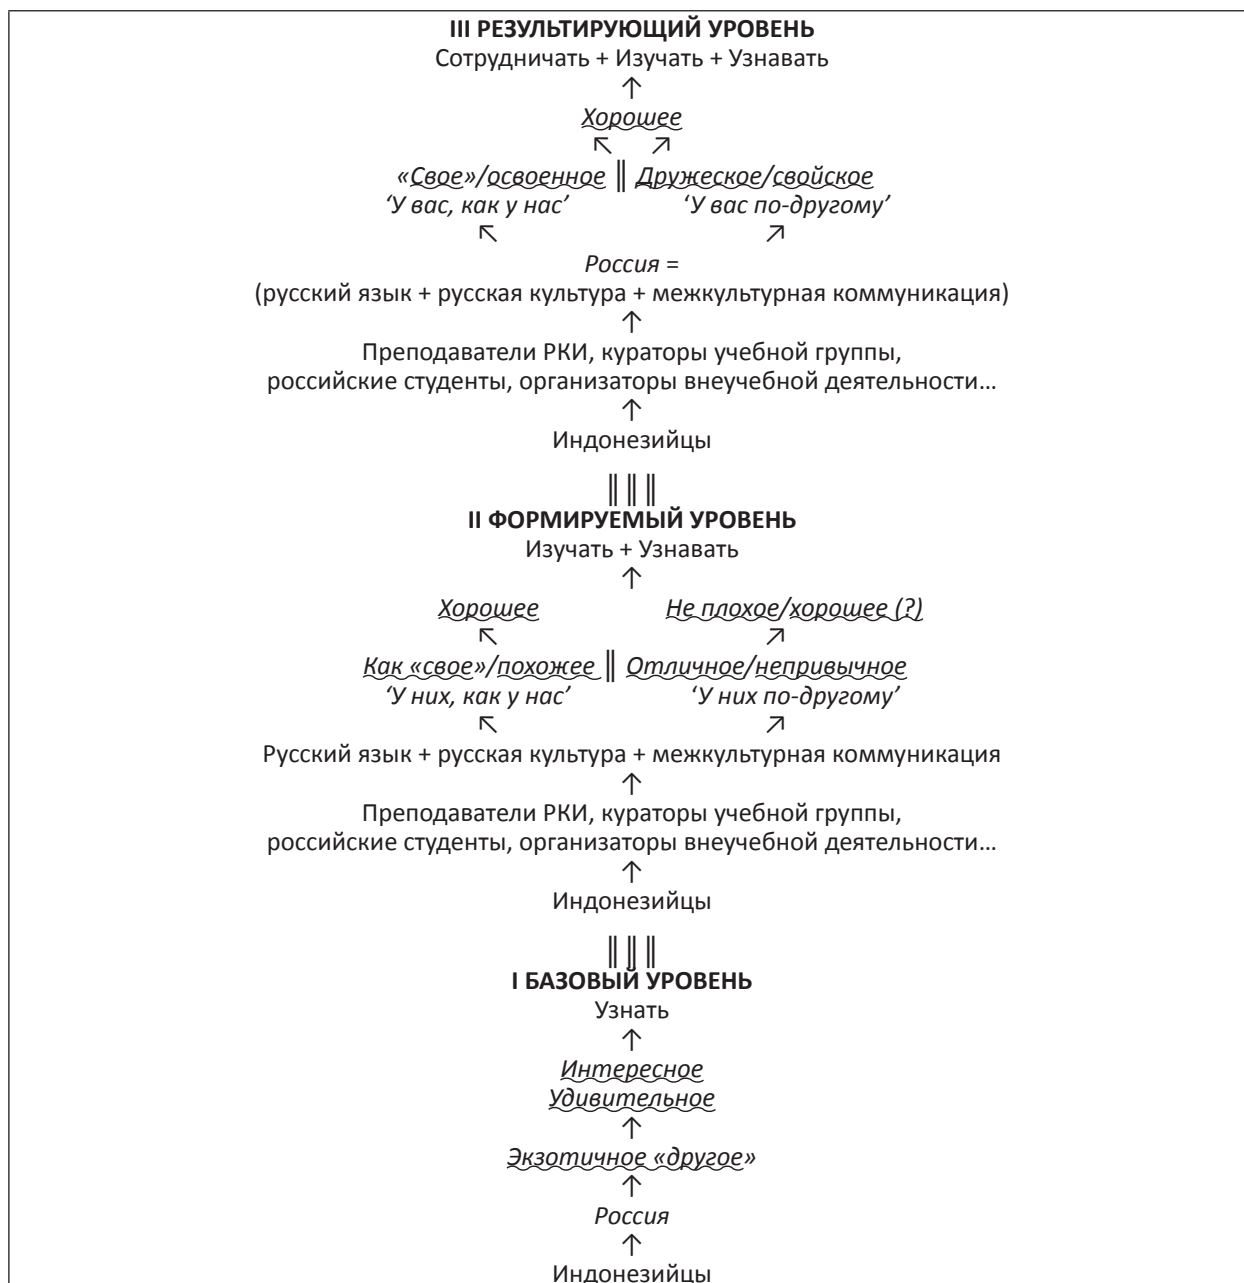 III РЕЗУЛЬТИРУЮЩИЙ УРОВЕНЬ
Сотрудничать + Изучать + Узнавать
↑
Хорошее
↖ ↗
«Свое»/освоенное ‖ Дружеское/свойское
‘У вас, как у нас’ ‘У вас по-другому’
↖ ↗
Россия =
(русский язык + русская культура + межкультурная коммуникация)
↑
Преподаватели РКИ, кураторы учебной группы,
российские студенты, организаторы внеучебной деятельности…
↑
Индонезийцы
‖ ‖ ‖
II ФОРМИРУЕМЫЙ УРОВЕНЬ
Изучать + Узнавать
↑
Хорошее Не плохое/хорошее (?)
↖ ↗
Как «свое»/похожее ‖ Отличное/непривычное
‘У них, как у нас’ ‘У них по-другому’
↖ ↗
Русский язык + русская культура + межкультурная коммуникация
↑
Преподаватели РКИ, кураторы учебной группы,
российские студенты, организаторы внеучебной деятельности…
↑
Индонезийцы
‖ ‖ ‖
I БАЗОВЫЙ УРОВЕНЬ
Узнать
↑
Интересное
Удивительное
↑
Экзотичное «другое»
↑
Россия
↑
Индонезийцы